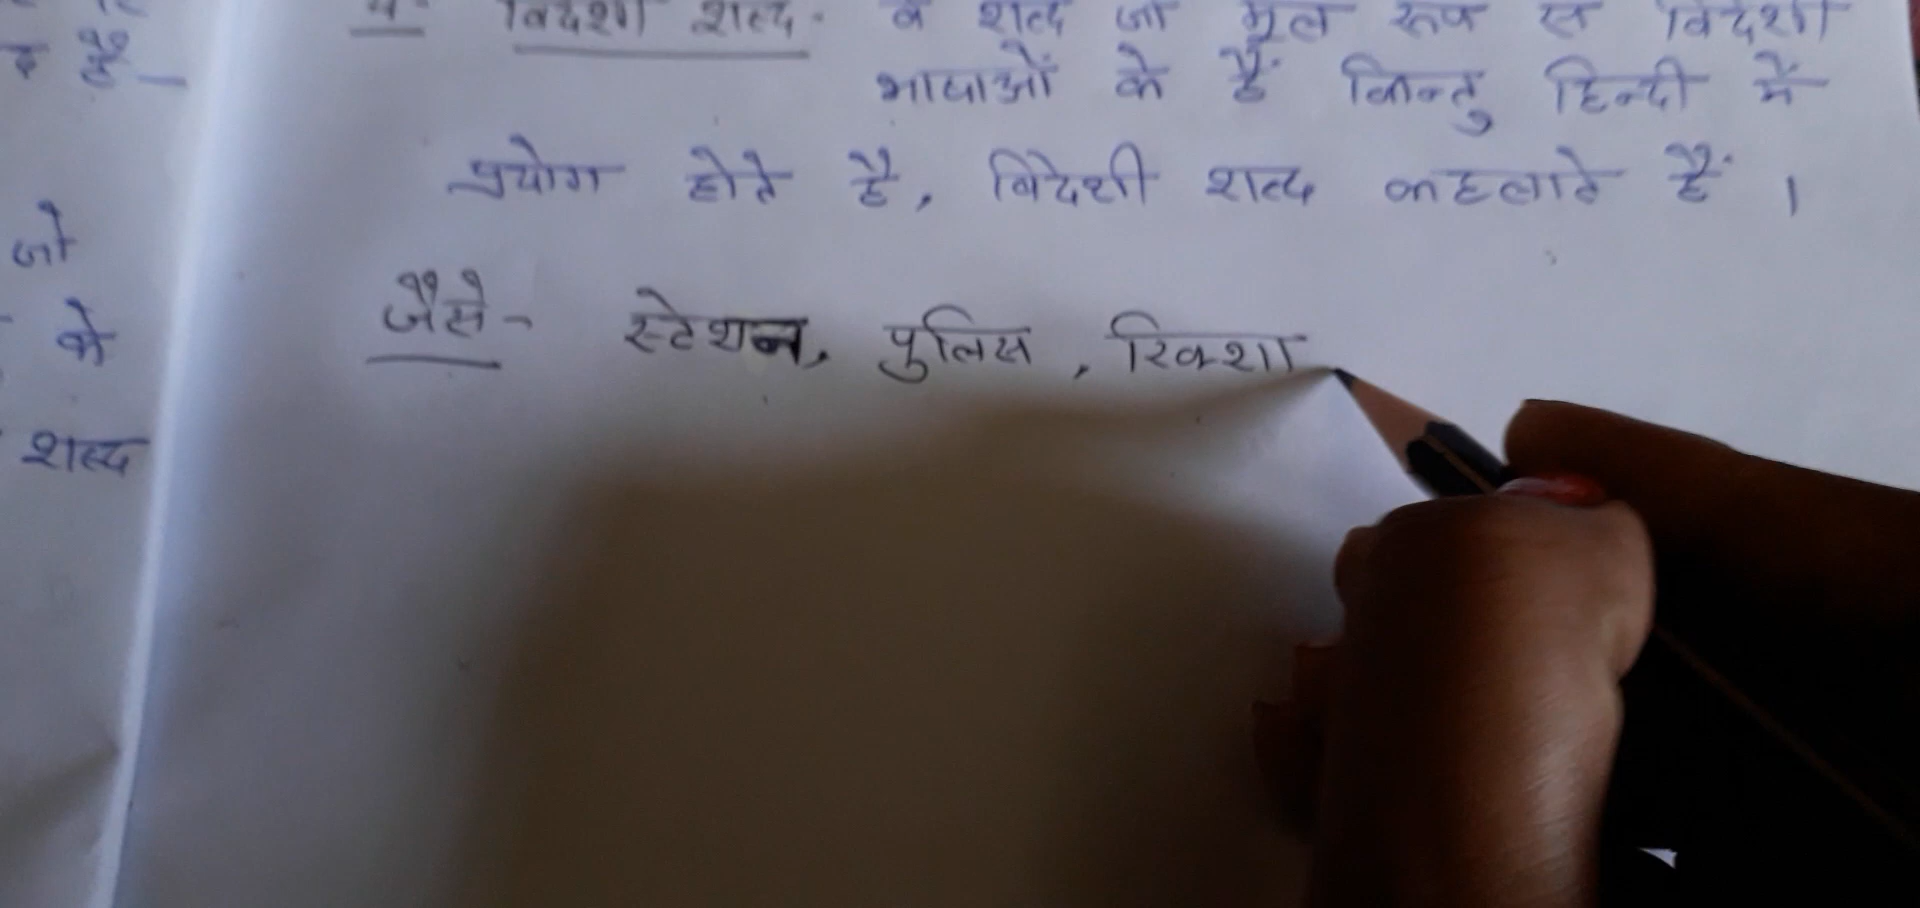 विदेशी शब्द- वे शब्द जो मूल रूप से विदेशी
भाषाओं के हैं किन्तु हिन्दी में
प्रयोग होते है, विदेशी शब्द कहलाते हैं ।
जैसे- स्टेशन, पुलिस, रिक्शा
है-
जो
के
शब्द